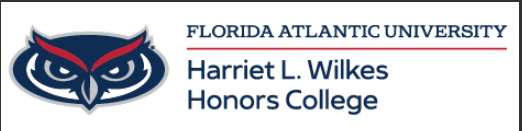 FLORIDA ATLANTIC UNIVERSITY
Harriet L. Wilkes
Honors College